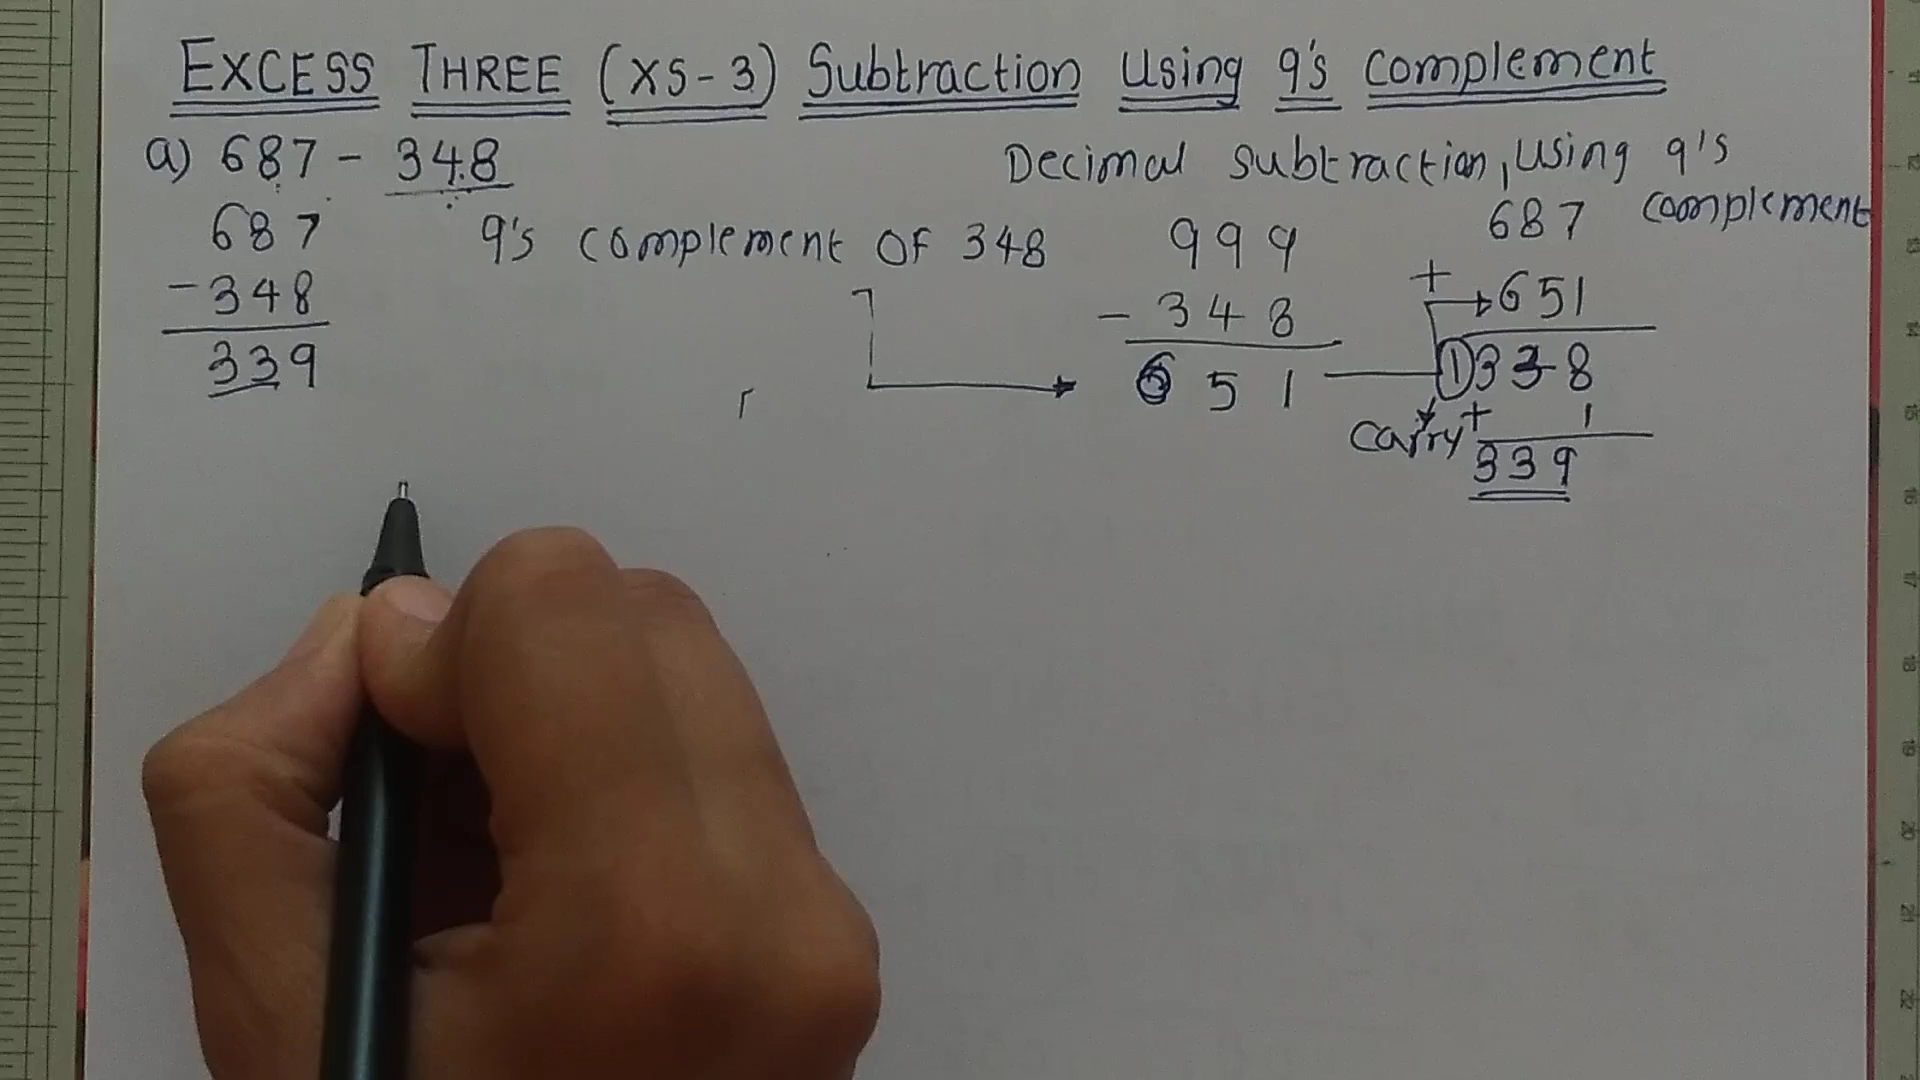 EXCESS THREE (XS-3) Subtraction Using 9's complement
a) 687 - 348
Decimal subtraction, using 9's complement
687
- 348
339
9's complement OF 348
999
- 348
651
687
+ 651
1 338
carry + 1
339